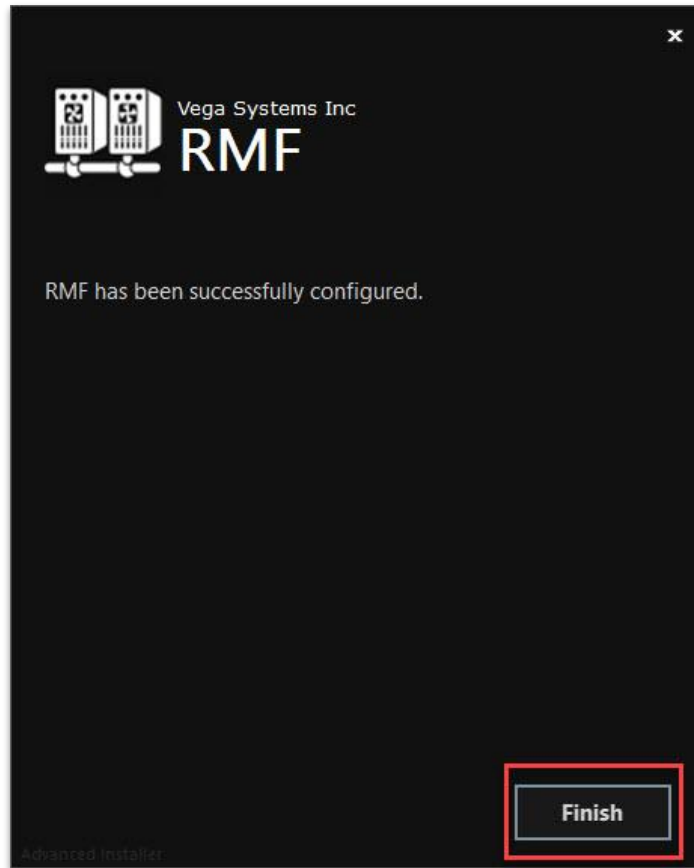 Vega Systems Inc
RMF
RMF has been successfully configured.
Finish
Advanced Installer